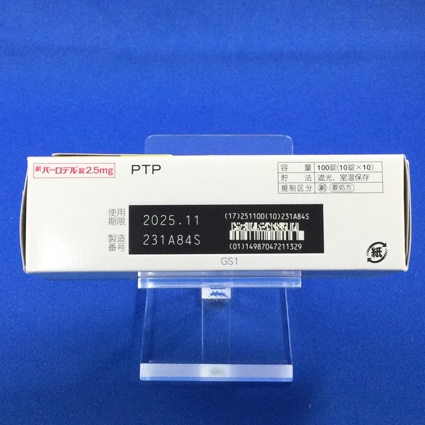 劇 パーロデル錠2.5mg
PTP
容量 100錠(10錠×10)
貯法 遮光、室温保存
規制区分 劇 要処方
使用期限 2025.11
製造番号 231A84S
(17)251100(10)231A84S
(01)14987047211329
GS1
紙